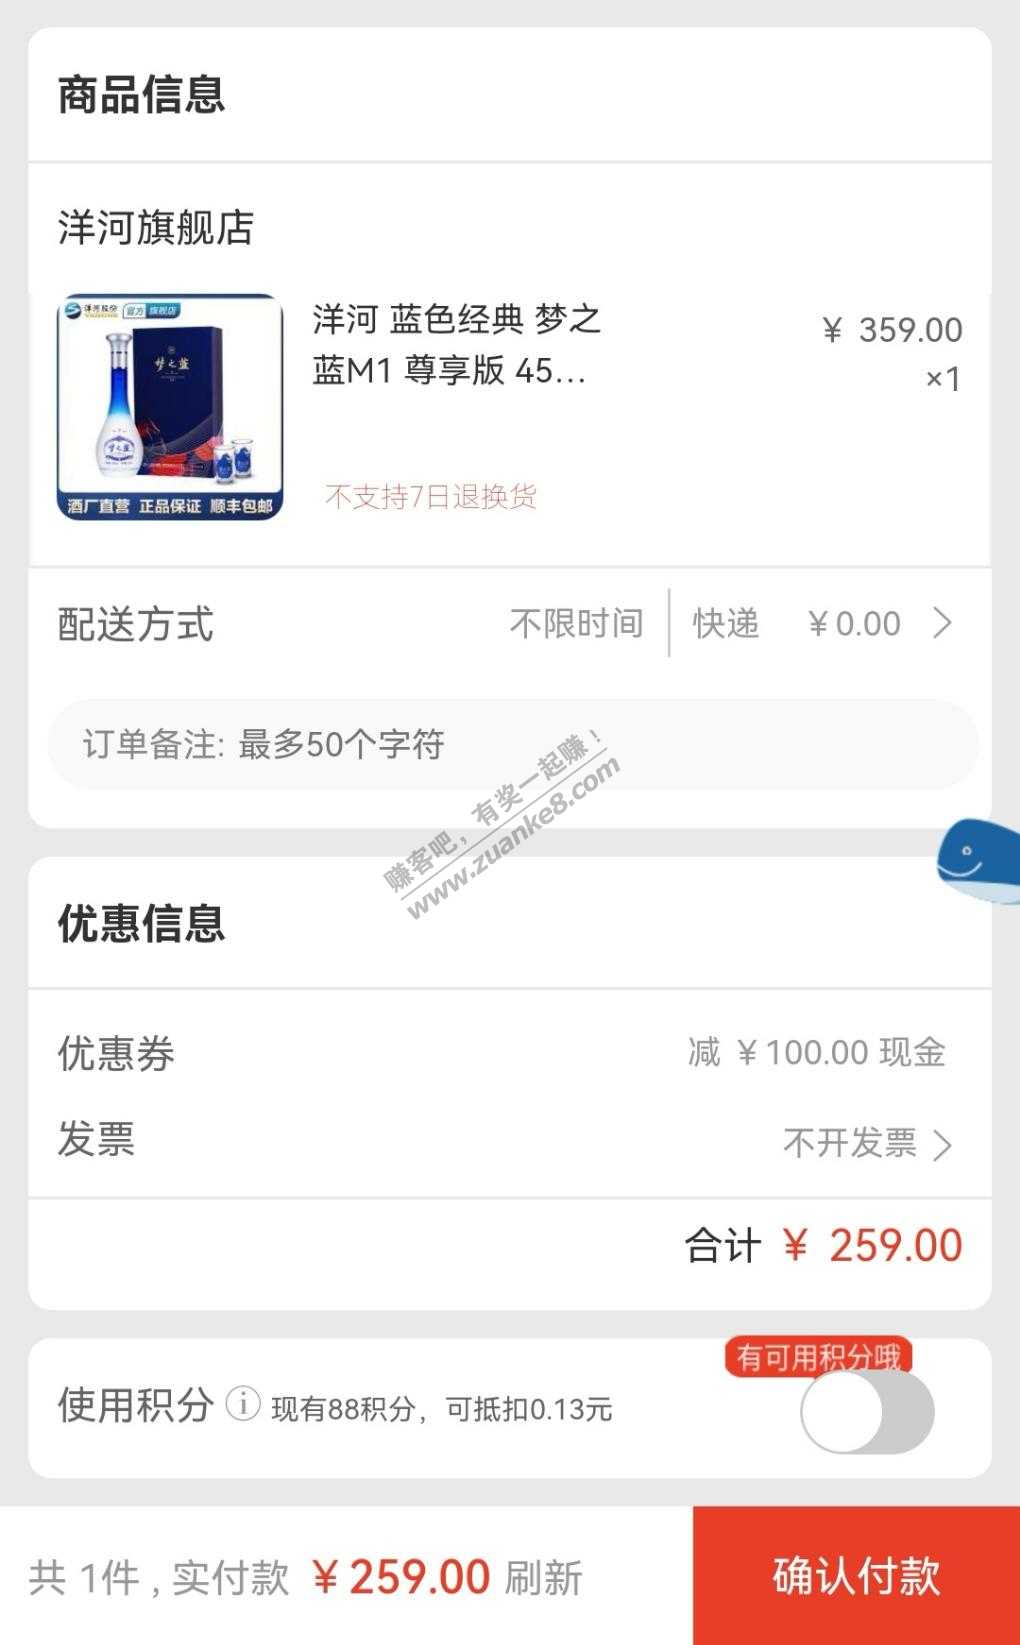 商品信息
洋河旗舰店
洋河股份
官方 旗舰店
梦之蓝
梦之蓝
酒厂直营 正品保证 顺丰包邮
洋河 蓝色经典 梦之
蓝M1 尊享版 45...
¥ 359.00
×1
不支持7日退换货
配送方式 不限时间 快递 ¥0.00
订单备注: 最多50个字符
赚客吧，有奖一起赚！
www.zuanke8.com
优惠信息
优惠券 减 ¥100.00 现金
发票 不开发票
合计 ¥ 259.00
有可用积分哦
使用积分 i 现有88积分，可抵扣0.13元
共 1件 , 实付款 ¥259.00 刷新
确认付款